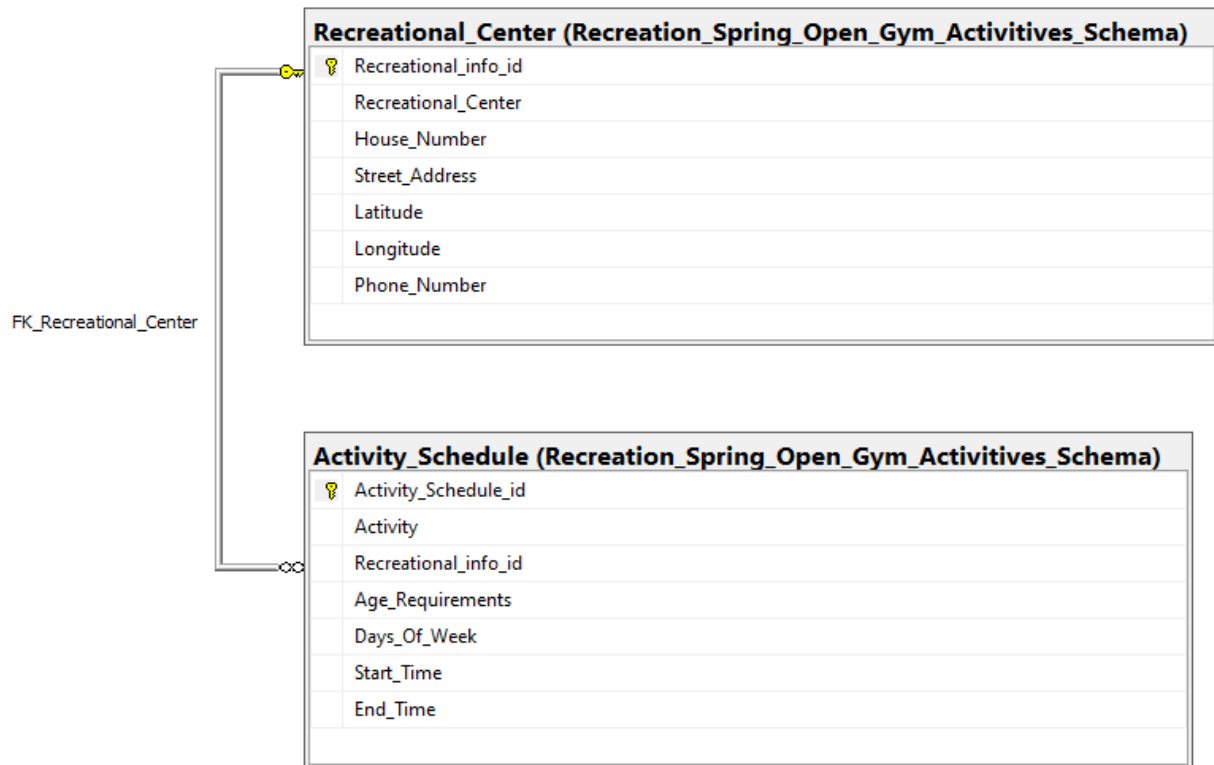 Recreational_Center (Recreation_Spring_Open_Gym_Activitives_Schema)
Recreational_info_id
Recreational_Center
House_Number
Street_Address
Latitude
Longitude
Phone_Number
FK_Recreational_Center
Activity_Schedule (Recreation_Spring_Open_Gym_Activitives_Schema)
Activity_Schedule_id
Activity
Recreational_info_id
Age_Requirements
Days_Of_Week
Start_Time
End_Time